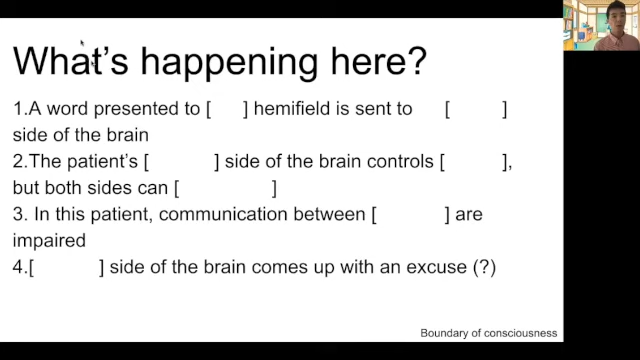 What's happening here?
1.A word presented to [ ] hemifield is sent to [ ]
side of the brain
2.The patient's [ ] side of the brain controls [ ],
but both sides can [ ]
3. In this patient, communication between [ ] are
impaired
4.[ ] side of the brain comes up with an excuse (?)
Boundary of consciousness